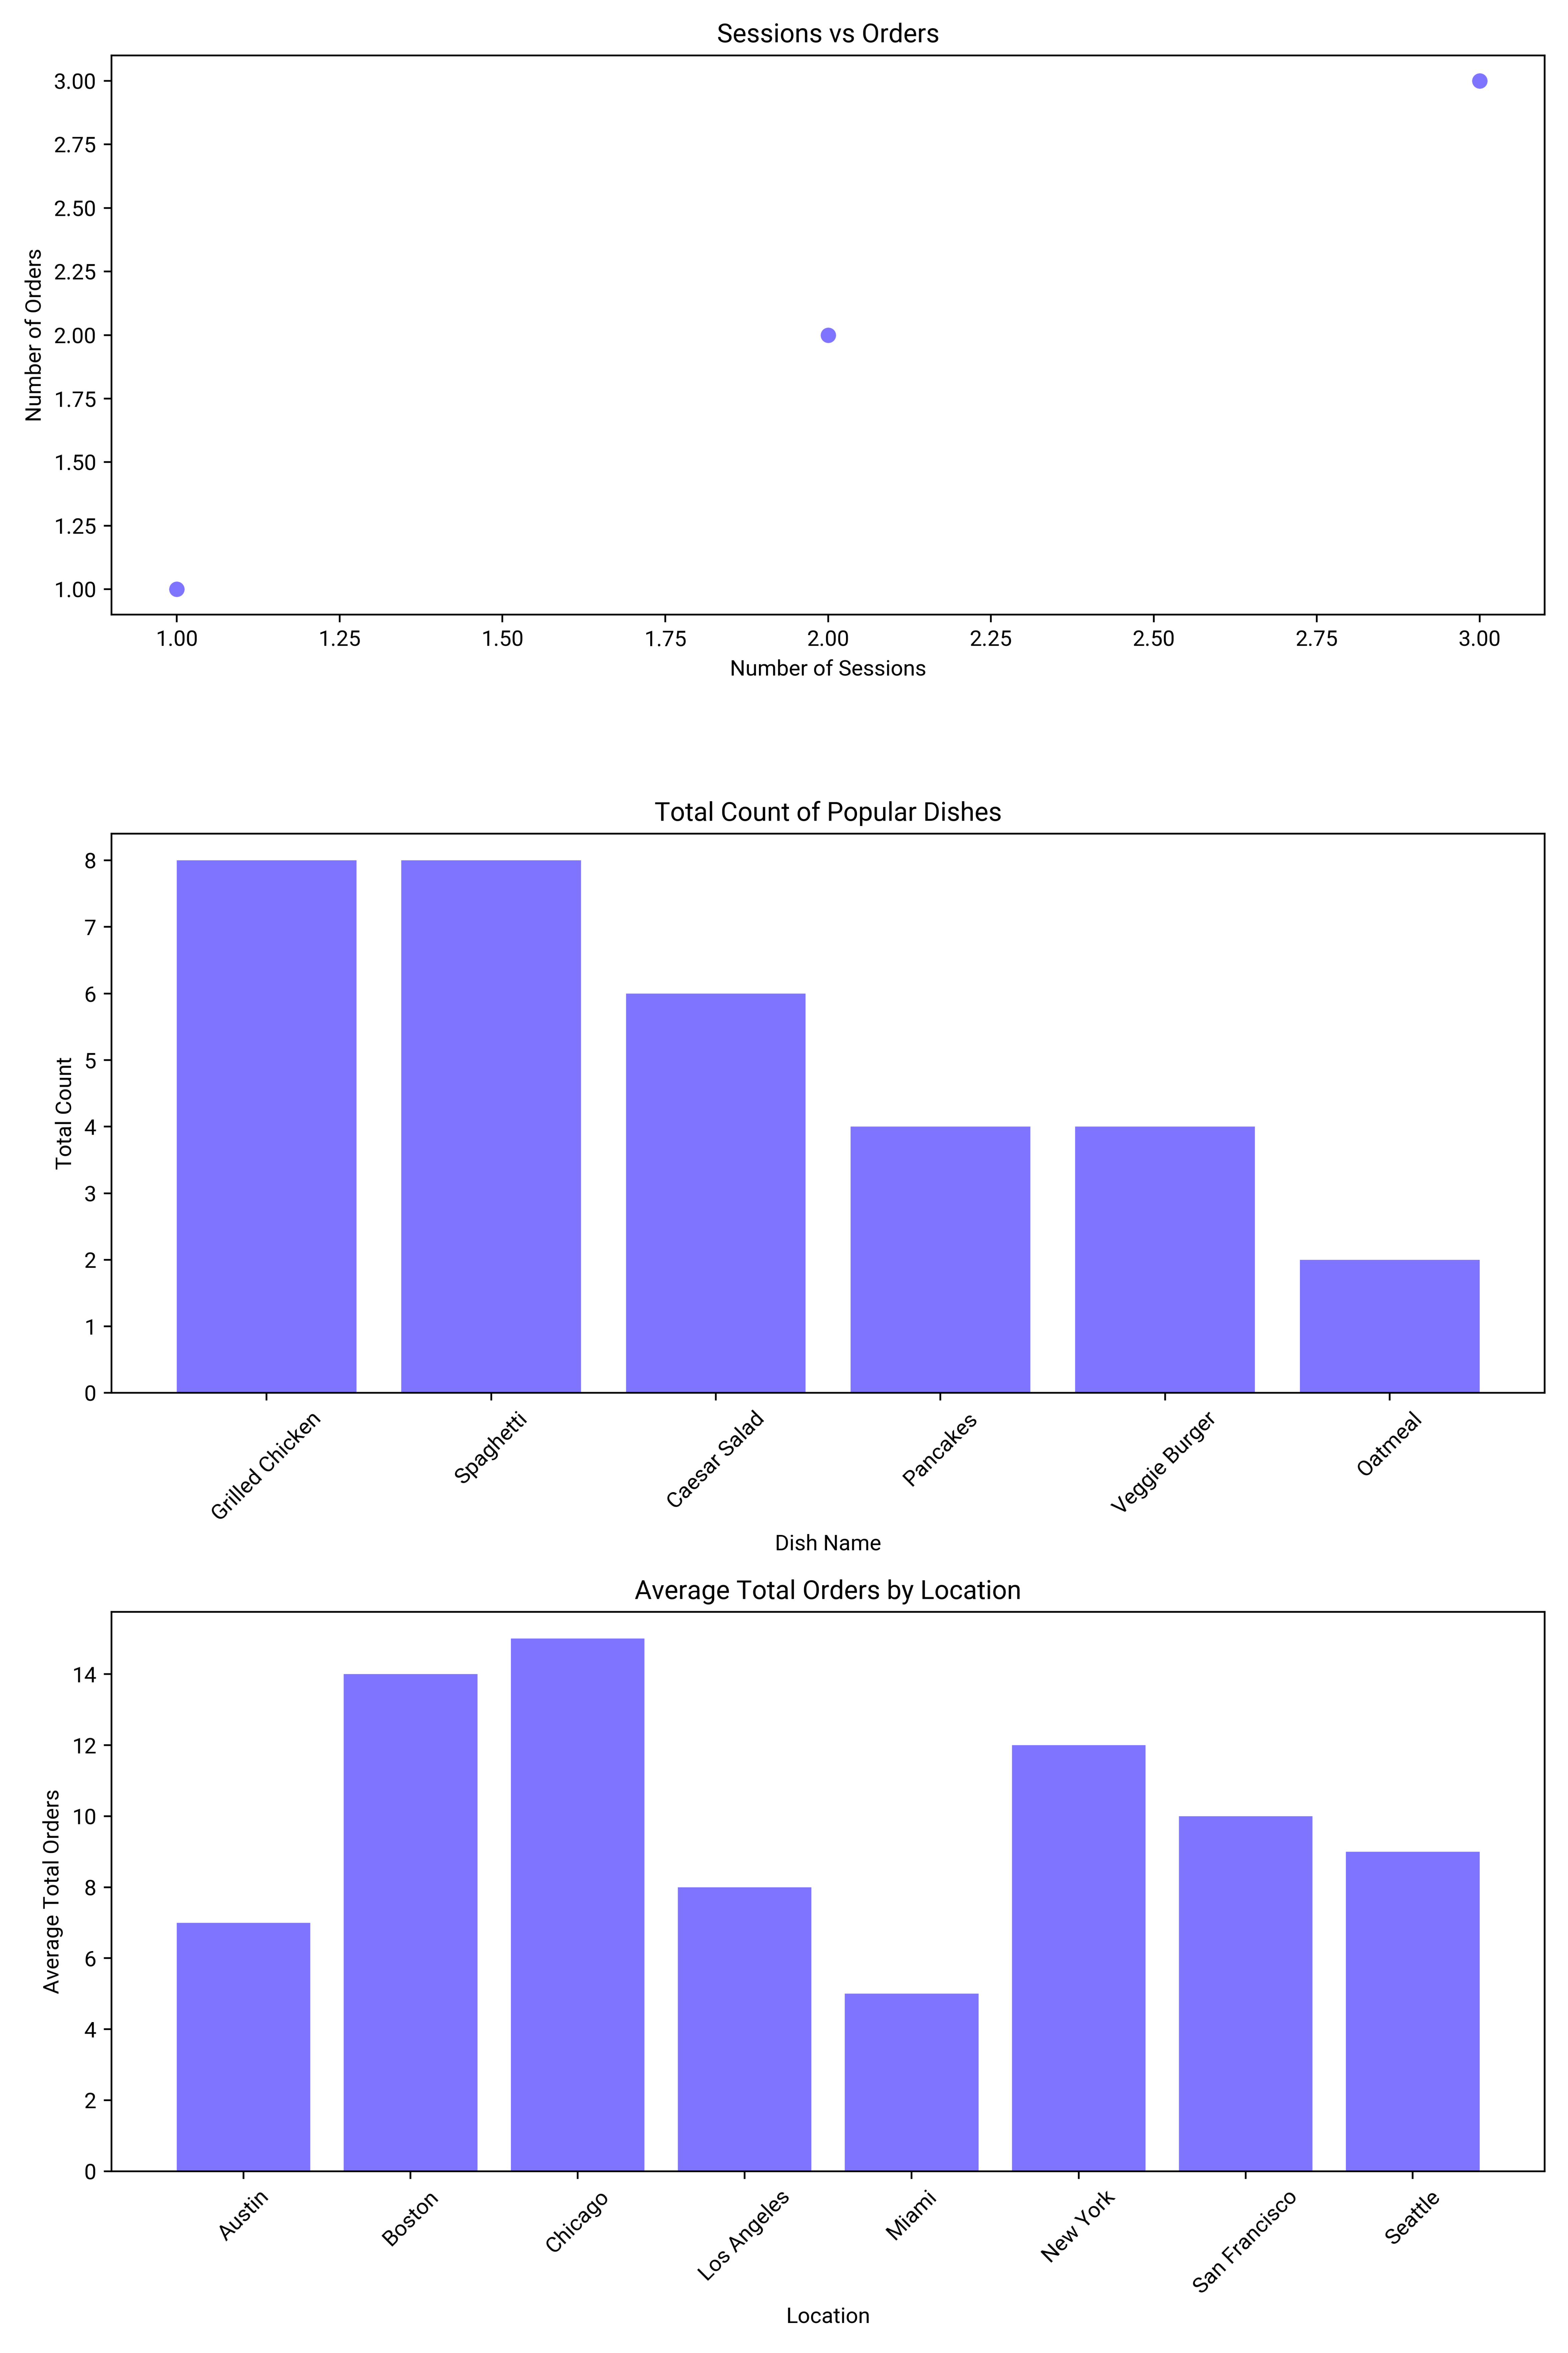 Sessions vs Orders
3.00
2.75
2.50
2.25
2.00
1.75
1.50
1.25
1.00
Number of Orders
1.00 1.25 1.50 1.75 2.00 2.25 2.50 2.75 3.00
Number of Sessions
Total Count of Popular Dishes
8
7
6
5
4
3
2
1
0
Total Count
Grilled Chicken Spaghetti Caesar Salad Pancakes Veggie Burger Oatmeal
Dish Name
Average Total Orders by Location
14
12
10
8
6
4
2
0
Average Total Orders
Austin Boston Chicago Los Angeles Miami New York San Francisco Seattle
Location